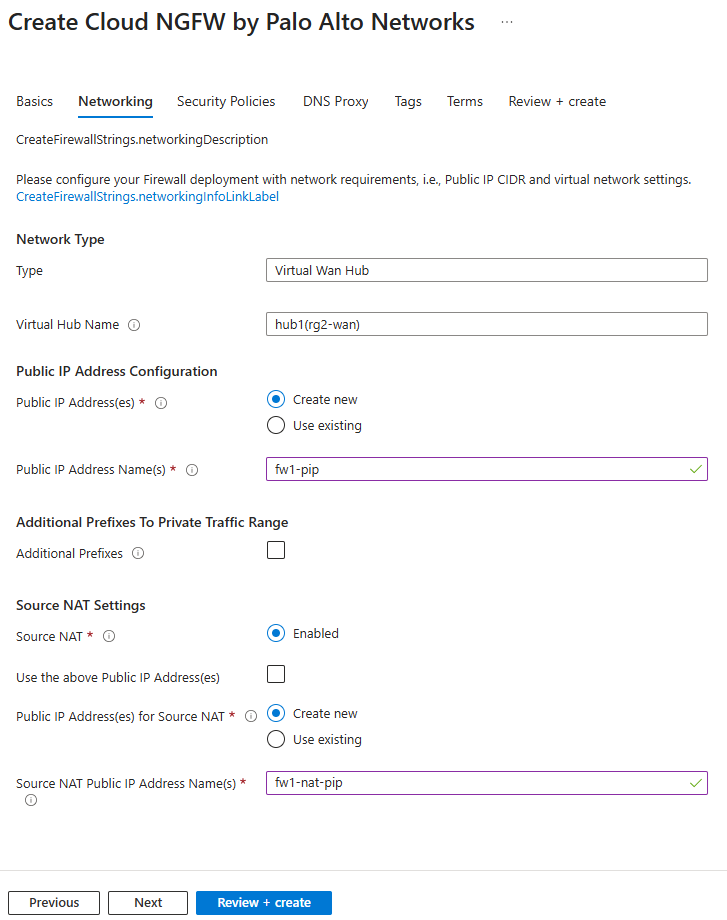 Create Cloud NGFW by Palo Alto Networks ...
Basics Networking Security Policies DNS Proxy Tags Terms Review + create
CreateFirewallStrings.networkingDescription
Please configure your Firewall deployment with network requirements, i.e., Public IP CIDR and virtual network settings.
CreateFirewallStrings.networkingInfoLinkLabel
Network Type
Type Virtual Wan Hub
Virtual Hub Name hub1(rg2-wan)
Public IP Address Configuration
Public IP Address(es) * Create new
Use existing
Public IP Address Name(s) * fw1-pip
Additional Prefixes To Private Traffic Range
Additional Prefixes
Source NAT Settings
Source NAT * Enabled
Use the above Public IP Address(es)
Public IP Address(es) for Source NAT * Create new
Use existing
Source NAT Public IP Address Name(s) * fw1-nat-pip
Previous Next Review + create